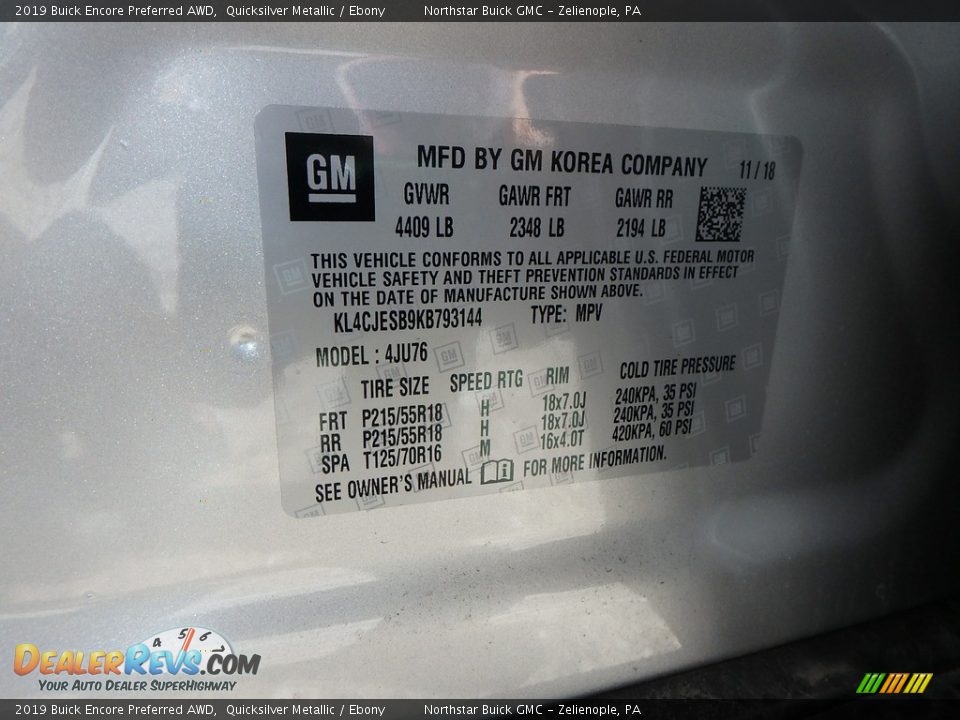 2019 Buick Encore Preferred AWD, Quicksilver Metallic / Ebony Northstar Buick GMC - Zelienople, PA
GM MFD BY GM KOREA COMPANY 11 / 18
GVWR GAWR FRT GAWR RR
4409 LB 2348 LB 2194 LB
THIS VEHICLE CONFORMS TO ALL APPLICABLE U.S. FEDERAL MOTOR
VEHICLE SAFETY AND THEFT PREVENTION STANDARDS IN EFFECT
ON THE DATE OF MANUFACTURE SHOWN ABOVE.
KL4CJESB9KB793144 TYPE: MPV
MODEL : 4JU76
TIRE SIZE SPEED RTG RIM COLD TIRE PRESSURE
FRT P215/55R18 H 18x7.0J 240KPA, 35 PSI
RR P215/55R18 H 18x7.0J 240KPA, 35 PSI
SPA T125/70R16 M 16x4.0T 420KPA, 60 PSI
SEE OWNER'S MANUAL FOR MORE INFORMATION.
4 5 6
DEALERREVS.COM
YOUR AUTO DEALER SUPERHIGHWAY
2019 Buick Encore Preferred AWD, Quicksilver Metallic / Ebony Northstar Buick GMC - Zelienople, PA